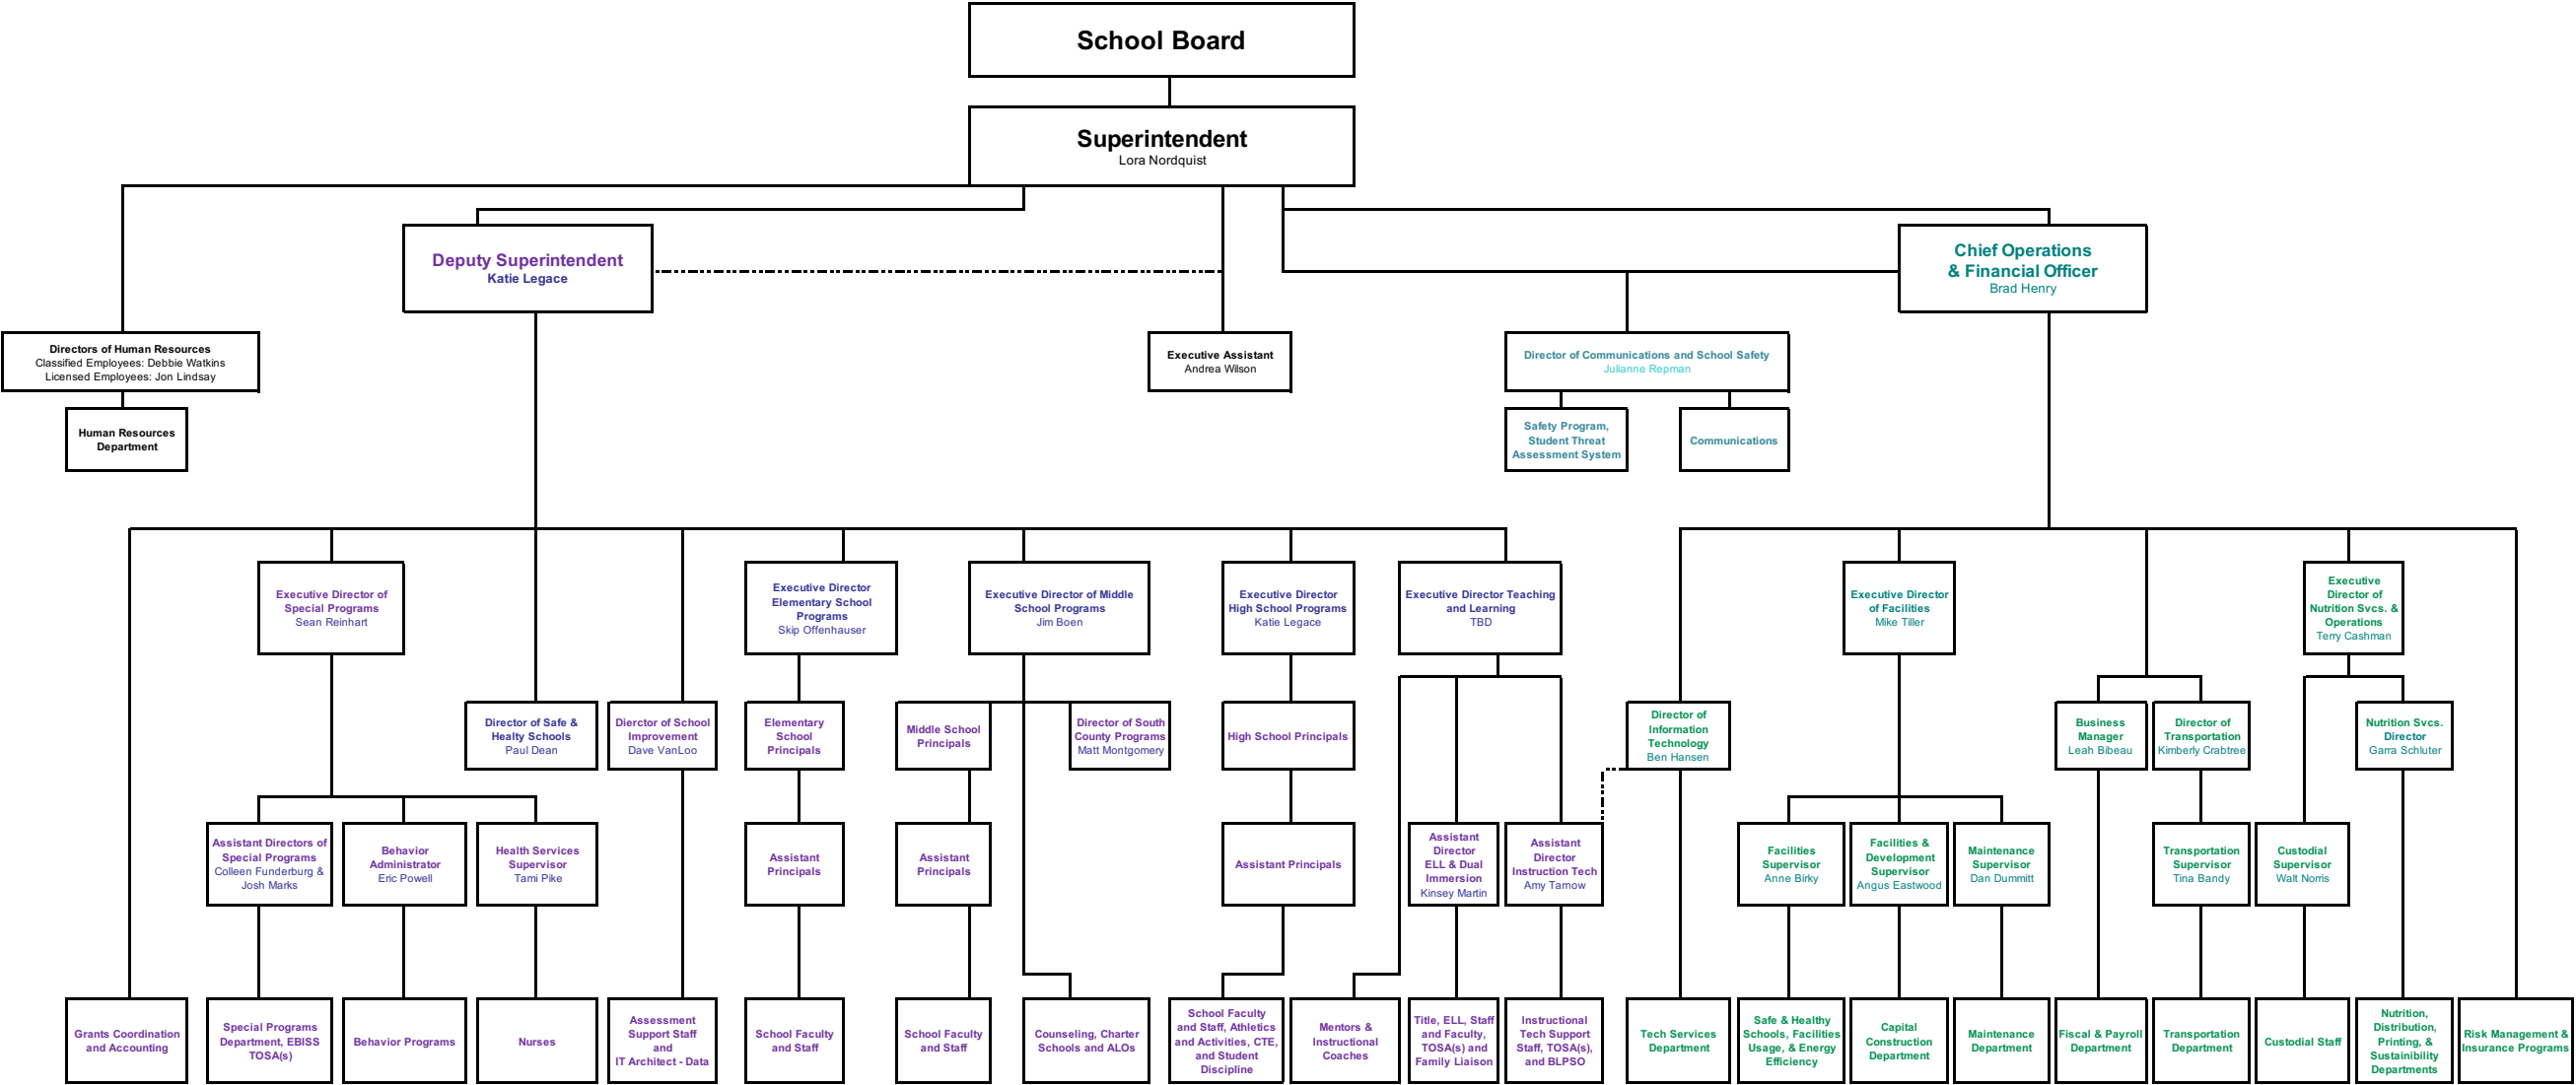 School Board
Superintendent
Lora Nordquist
Deputy Superintendent
Katie Legace
Chief Operations
& Financial Officer
Brad Henry
Directors of Human Resources
Classified Employees: Debbie Watkins
Licensed Employees: Jon Lindsay
Executive Assistant
Andrea Wilson
Director of Communications and School Safety
Julianne Repman
Human Resources
Department
Safety Program,
Student Threat
Assessment System
Communications
Executive Director of
Special Programs
Sean Reinhart
Executive Director
Elementary School
Programs
Skip Offenhauser
Executive Director of Middle
School Programs
Jim Boen
Executive Director
High School Programs
Katie Legace
Executive Director Teaching
and Learning
TBD
Executive Director
of Facilities
Mike Tiller
Executive
Director of
Nutrition Svcs. &
Operations
Terry Cashman
Director of Safe &
Healty Schools
Paul Dean
Dierctor of School
Improvement
Dave VanLoo
Elementary
School
Principals
Middle School
Principals
Director of South
County Programs
Matt Montgomery
High School Principals
Director of
Information
Technology
Ben Hansen
Business
Manager
Leah Bibeau
Director of
Transportation
Kimberly Crabtree
Nutrition Svcs.
Director
Garra Schluter
Assistant Directors of
Special Programs
Colleen Funderburg &
Josh Marks
Behavior
Administrator
Eric Powell
Health Services
Supervisor
Tami Pike
Assistant
Principals
Assistant
Principals
Assistant Principals
Assistant
Director
ELL & Dual
Immersion
Kinsey Martin
Assistant
Director
Instruction Tech
Amy Tarnow
Facilities
Supervisor
Anne Birky
Facilities &
Development
Supervisor
Angus Eastwood
Maintenance
Supervisor
Dan Dummitt
Transportation
Supervisor
Tina Bandy
Custodial
Supervisor
Walt Norris
Grants Coordination
and Accounting
Special Programs
Department, EBISS
TOSA(s)
Behavior Programs
Nurses
Assessment
Support Staff
and
IT Architect - Data
School Faculty
and Staff
School Faculty
and Staff
Counseling, Charter
Schools and ALOs
School Faculty
and Staff, Athletics
and Activities, CTE,
and Student
Discipline
Mentors &
Instructional
Coaches
Title, ELL, Staff
and Faculty,
TOSA(s) and
Family Liaison
Instructional
Tech Support
Staff, TOSA(s),
and BLPSO
Tech Services
Department
Safe & Healthy
Schools, Facilities
Usage, & Energy
Efficiency
Capital
Construction
Department
Maintenance
Department
Fiscal & Payroll
Department
Transportation
Department
Custodial Staff
Nutrition,
Distribution,
Printing, &
Sustainibility
Departments
Risk Management &
Insurance Programs